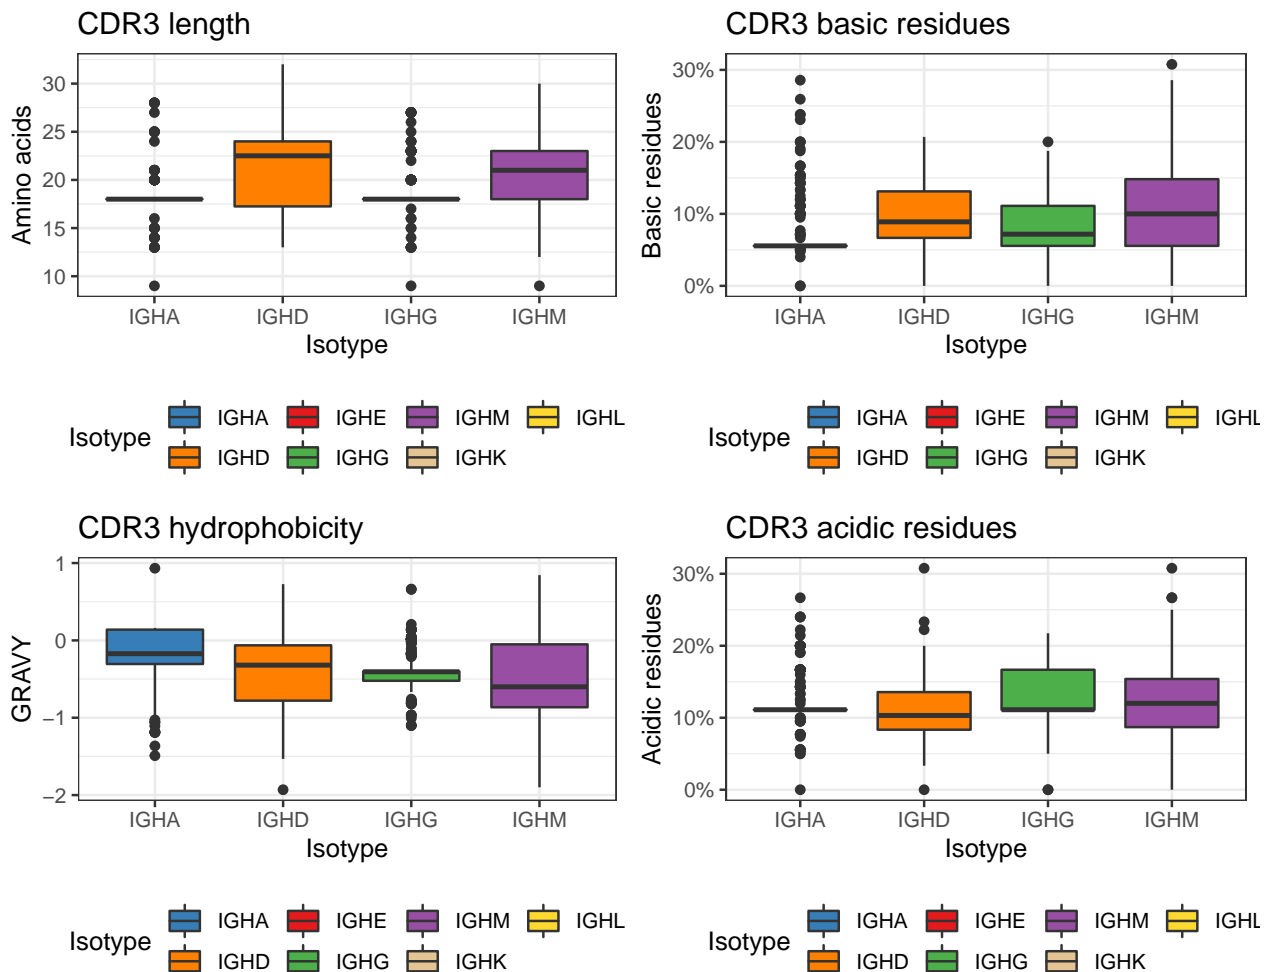 CDR3 length
Amino acids
30
25
20
15
10
IGHA IGHD IGHG IGHM
Isotype
Isotype IGHA IGHE IGHM IGHL
IGHD IGHG IGHK
CDR3 basic residues
Basic residues
30%
20%
10%
0%
IGHA IGHD IGHG IGHM
Isotype
Isotype IGHA IGHE IGHM IGHL
IGHD IGHG IGHK
CDR3 hydrophobicity
GRAVY
1
0
−1
−2
IGHA IGHD IGHG IGHM
Isotype
Isotype IGHA IGHE IGHM IGHL
IGHD IGHG IGHK
CDR3 acidic residues
Acidic residues
30%
20%
10%
0%
IGHA IGHD IGHG IGHM
Isotype
Isotype IGHA IGHE IGHM IGHL
IGHD IGHG IGHK